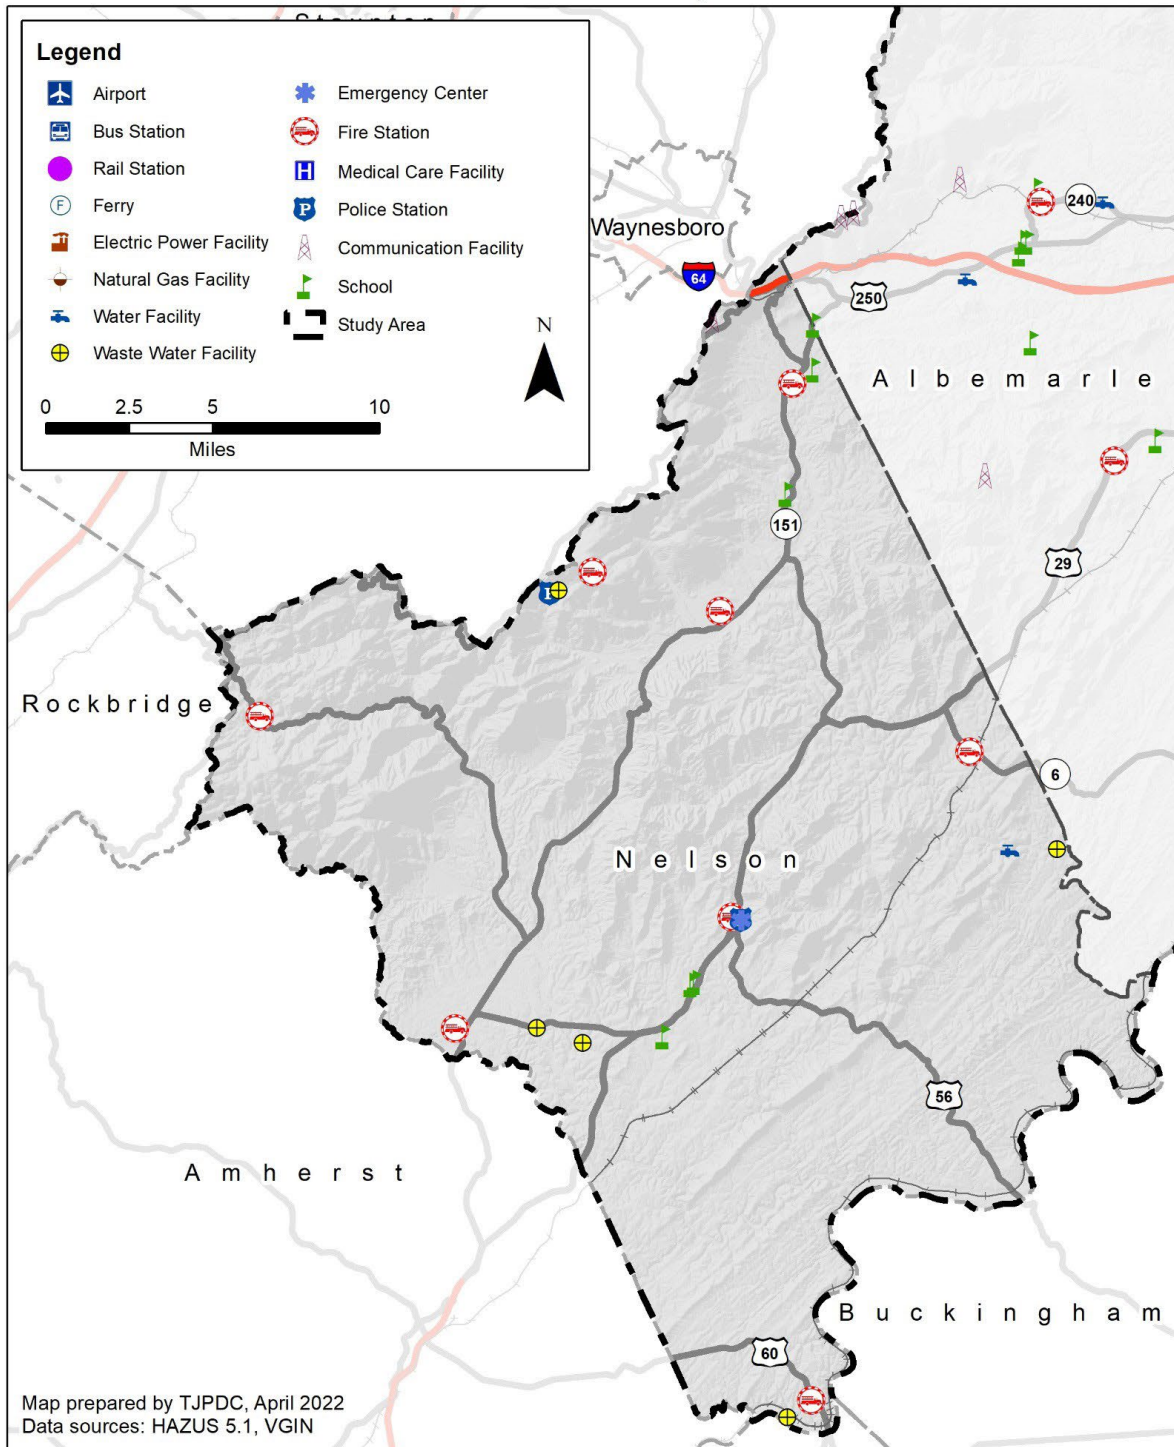 Staunton
Legend
Airport
Bus Station
Rail Station
F
Ferry
Electric Power Facility
Natural Gas Facility
Water Facility
Waste Water Facility
Emergency Center
Fire Station
H
Medical Care Facility
P
Police Station
Communication Facility
School
Study Area
N
0 2.5 5 10
Miles
Waynesboro
64
240
250
Albemarle
151
29
Rockbridge
6
Nelson
56
Amherst
Buckingham
60
Map prepared by TJPDC, April 2022
Data sources: HAZUS 5.1, VGIN